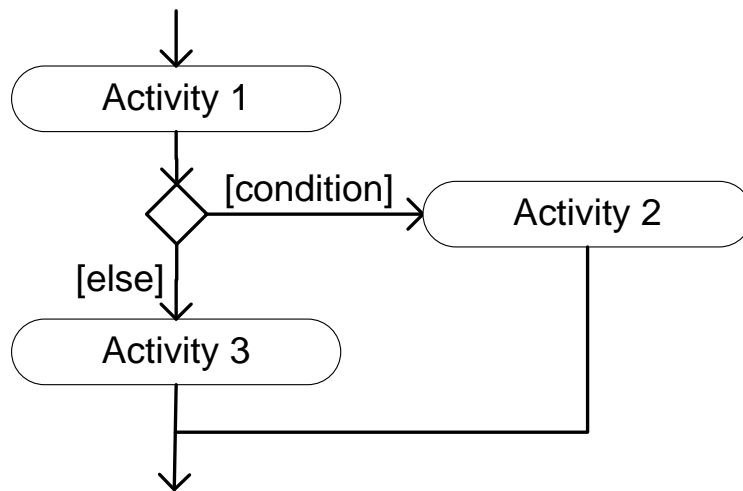 Activity 1
[condition]
Activity 2
[else]
Activity 3